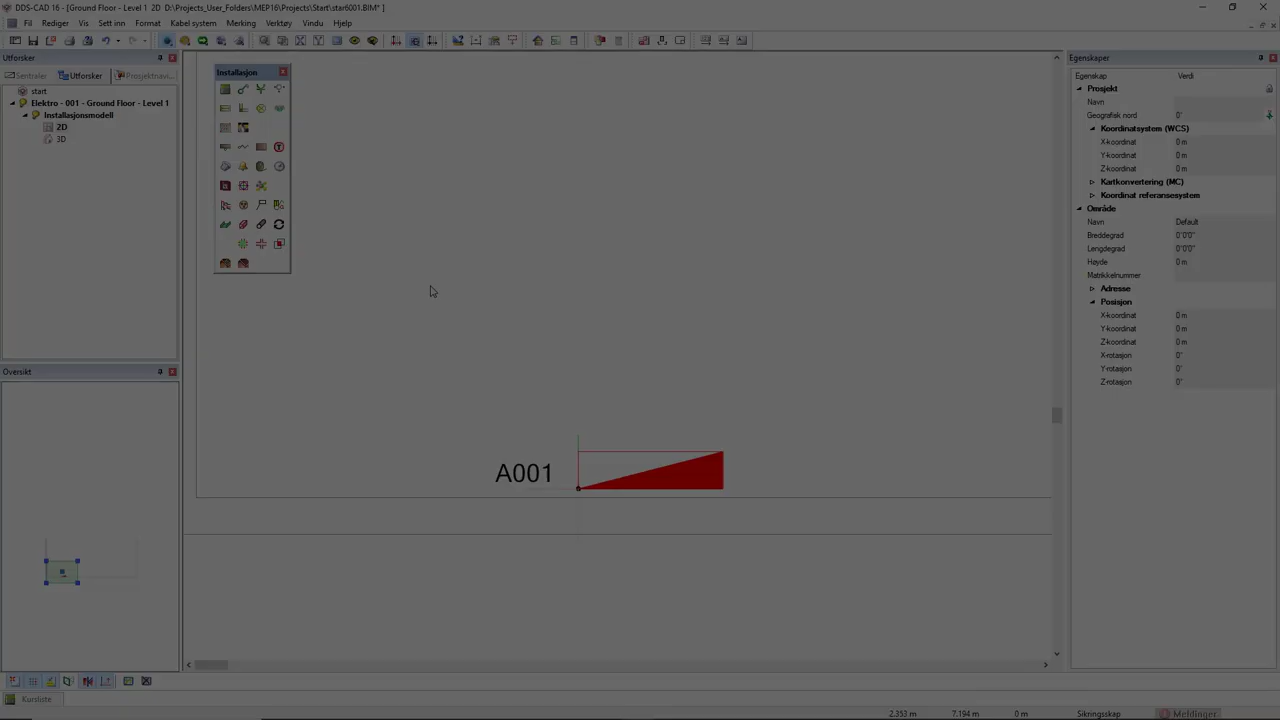 DDS-CAD 16 - [Ground Floor - Level 1  2D  D:\Projects_User_Folders\MEP16\Projects\Start\star6001.BIM* ]
Fil Rediger Vis Sett inn Format Kabel system Merking Verktøy Vindu Hjelp
Utforsker
Sentraler Utforsker Prosjektnavi...
start
Elektro - 001 - Ground Floor - Level 1
Installasjonsmodell
2D
3D
Oversikt
Installasjon
A001
Egenskaper
Egenskap Verdi
Prosjekt
Navn
Geografisk nord 0°
Koordinatsystem (WCS)
X-koordinat 0 m
Y-koordinat 0 m
Z-koordinat 0 m
Kartkonvertering (MC)
Koordinat referansesystem
Område
Navn Default
Breddegrad 0°0'0"
Lengdegrad 0°0'0"
Høyde 0 m
Matrikkelnummer
Adresse
Posisjon
X-koordinat 0 m
Y-koordinat 0 m
Z-koordinat 0 m
X-rotasjon 0°
Y-rotasjon 0°
Z-rotasjon 0°
Kursliste
2.353 m 7.194 m 0 m Sikringsskap Meldinger